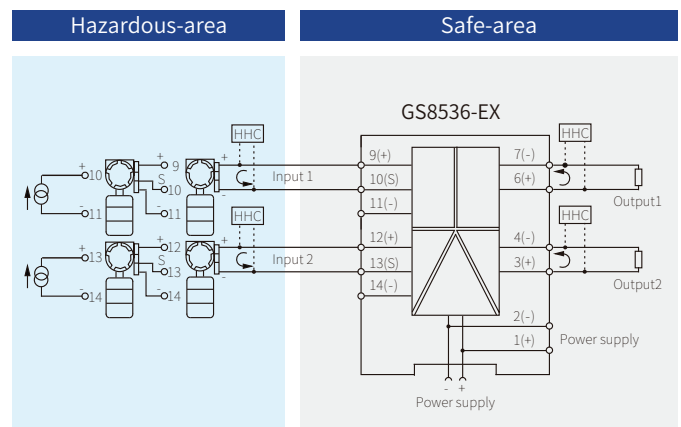 Hazardous-area
Safe-area
GS8536-EX
HHC
HHC
+ 10
- 11
+ 9
S 10
- 11
+
-
Input 1
9(+)
10(S)
11(-)
7(-)
6(+)
Output1
HHC
HHC
+ 13
- 14
+ 12
S 13
- 14
+
-
Input 2
12(+)
13(S)
14(-)
4(-)
3(+)
Output2
2(-)
1(+)
Power supply
- +
Power supply